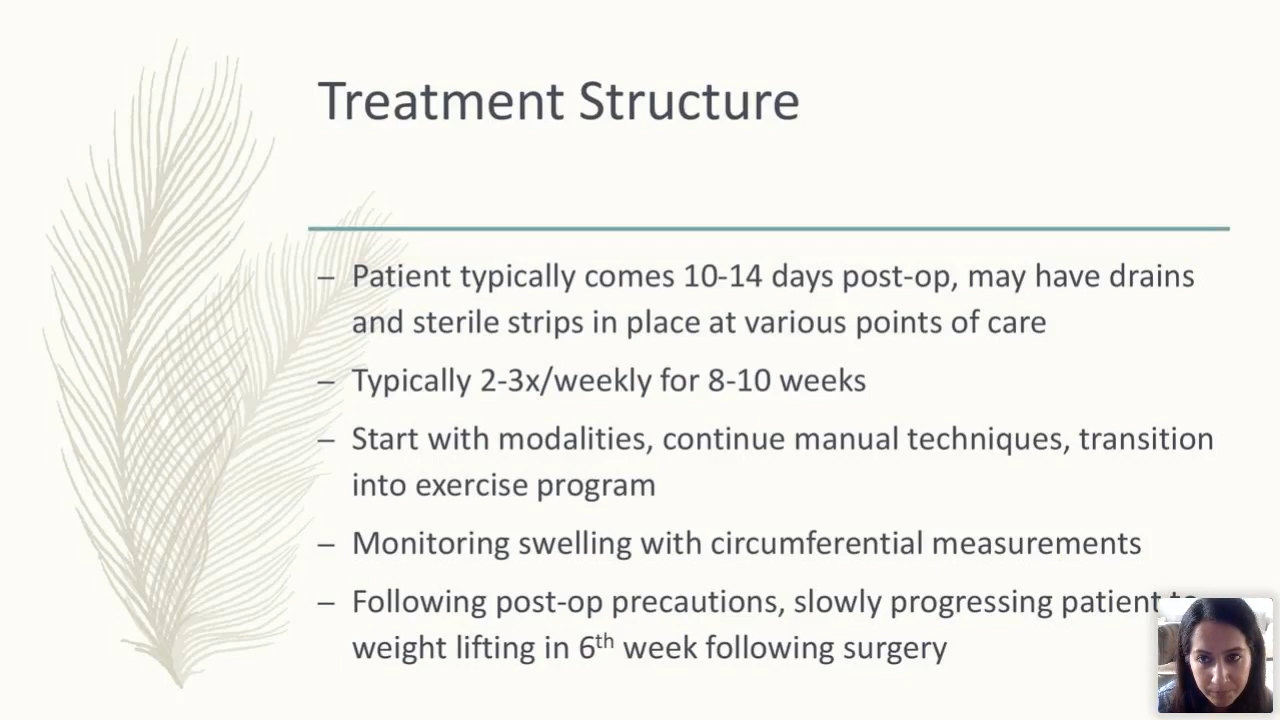 Treatment Structure
– Patient typically comes 10-14 days post-op, may have drains
and sterile strips in place at various points of care
– Typically 2-3x/weekly for 8-10 weeks
– Start with modalities, continue manual techniques, transition
into exercise program
– Monitoring swelling with circumferential measurements
– Following post-op precautions, slowly progressing patient to
weight lifting in 6th week following surgery